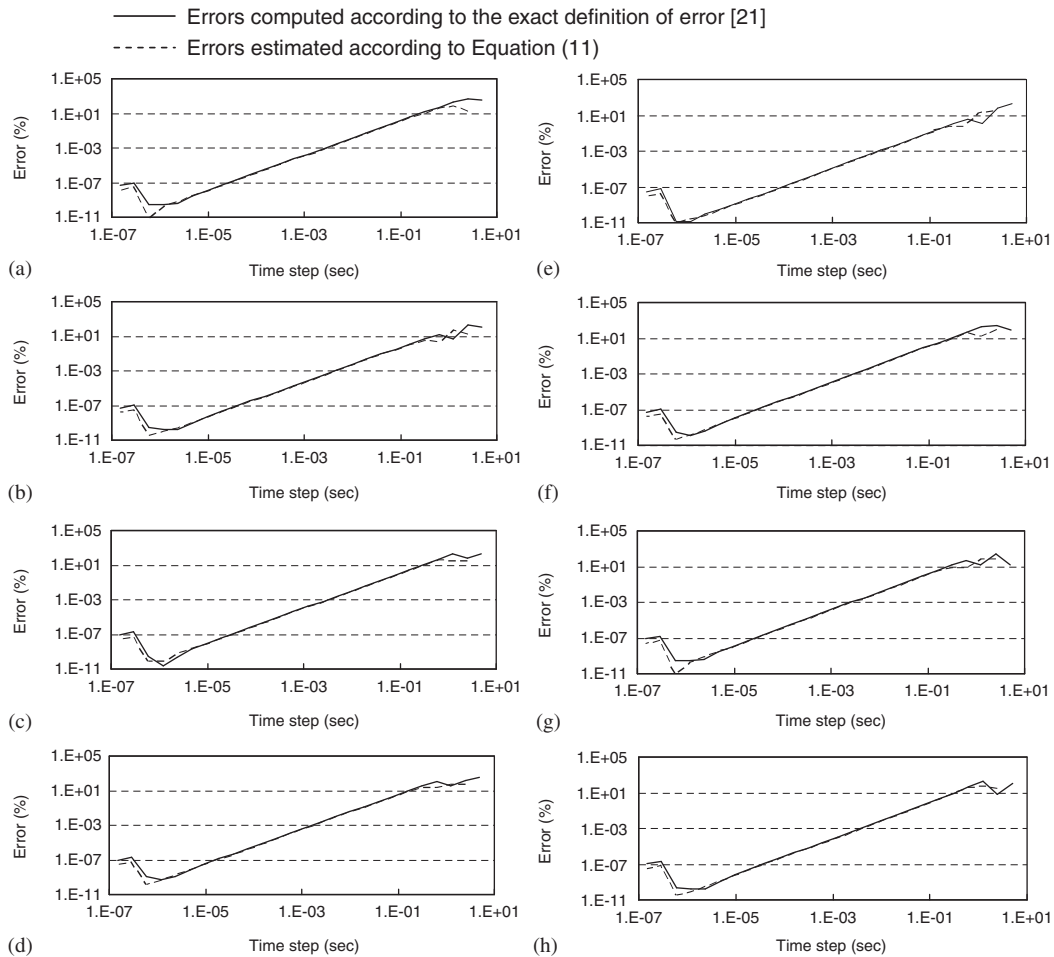 Errors computed according to the exact definition of error [21]
Errors estimated according to Equation (11)
1.E+05
1.E+01
1.E-03
1.E-07
1.E-11
Error (%)
1.E-07
1.E-05
1.E-03
1.E-01
1.E+01
Time step (sec)
(a)
1.E+05
1.E+01
1.E-03
1.E-07
1.E-11
Error (%)
1.E-07
1.E-05
1.E-03
1.E-01
1.E+01
Time step (sec)
(e)
1.E+05
1.E+01
1.E-03
1.E-07
1.E-11
Error (%)
1.E-07
1.E-05
1.E-03
1.E-01
1.E+01
Time step (sec)
(b)
1.E+05
1.E+01
1.E-03
1.E-07
1.E-11
Error (%)
1.E-07
1.E-05
1.E-03
1.E-01
1.E+01
Time step (sec)
(f)
1.E+05
1.E+01
1.E-03
1.E-07
1.E-11
Error (%)
1.E-07
1.E-05
1.E-03
1.E-01
1.E+01
Time step (sec)
(c)
1.E+05
1.E+01
1.E-03
1.E-07
1.E-11
Error (%)
1.E-07
1.E-05
1.E-03
1.E-01
1.E+01
Time step (sec)
(g)
1.E+05
1.E+01
1.E-03
1.E-07
1.E-11
Error (%)
1.E-07
1.E-05
1.E-03
1.E-01
1.E+01
Time step (sec)
(d)
1.E+05
1.E+01
1.E-03
1.E-07
1.E-11
Error (%)
1.E-07
1.E-05
1.E-03
1.E-01
1.E+01
Time step (sec)
(h)